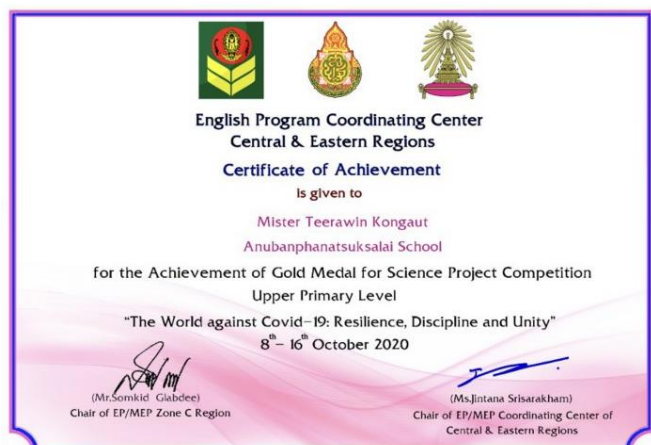 English Program Coordinating Center
Central & Eastern Regions
Certificate of Achievement
Is given to
Mister Teerawin Kongaut
Anubanphanatsuksalai School
for the Achievement of Gold Medal for Science Project Competition
Upper Primary Level
"The World against Covid-19: Resilience, Discipline and Unity"
8th - 16th October 2020
(Mr.Somkid Glabdee)
Chair of EP/MEP Zone C Region
(Ms.Jintana Srisarakham)
Chair of EP/MEP Coordinating Center of
Central & Eastern Regions